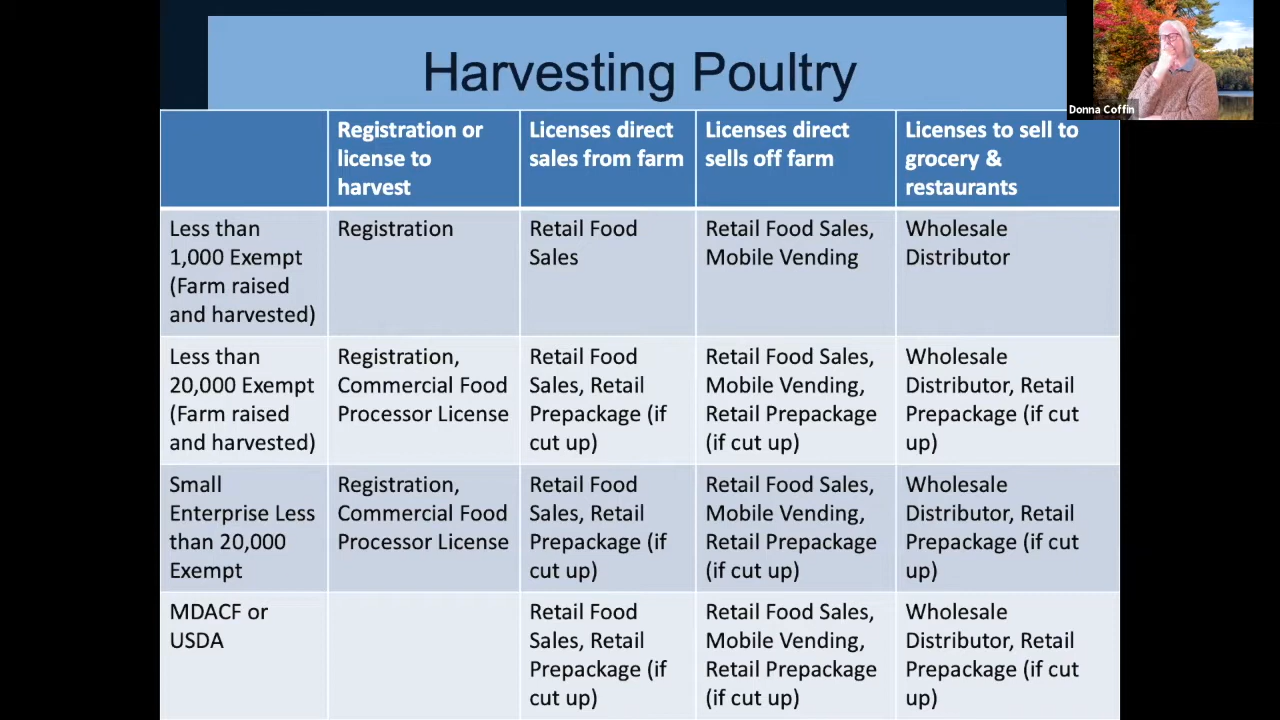 Harvesting Poultry
Donna Coffin
Registration or
license to
harvest
Licenses direct
sales from farm
Licenses direct
sells off farm
Licenses to sell to
grocery &
restaurants
Less than
1,000 Exempt
(Farm raised
and harvested)
Registration
Retail Food
Sales
Retail Food Sales,
Mobile Vending
Wholesale
Distributor
Less than
20,000 Exempt
(Farm raised
and harvested)
Registration,
Commercial Food
Processor License
Retail Food
Sales, Retail
Prepackage (if
cut up)
Retail Food Sales,
Mobile Vending,
Retail Prepackage
(if cut up)
Wholesale
Distributor, Retail
Prepackage (if cut
up)
Small
Enterprise Less
than 20,000
Exempt
Registration,
Commercial Food
Processor License
Retail Food
Sales, Retail
Prepackage (if
cut up)
Retail Food Sales,
Mobile Vending,
Retail Prepackage
(if cut up)
Wholesale
Distributor, Retail
Prepackage (if cut
up)
MDACF or
USDA
Retail Food
Sales, Retail
Prepackage (if
cut up)
Retail Food Sales,
Mobile Vending,
Retail Prepackage
(if cut up)
Wholesale
Distributor, Retail
Prepackage (if cut
up)